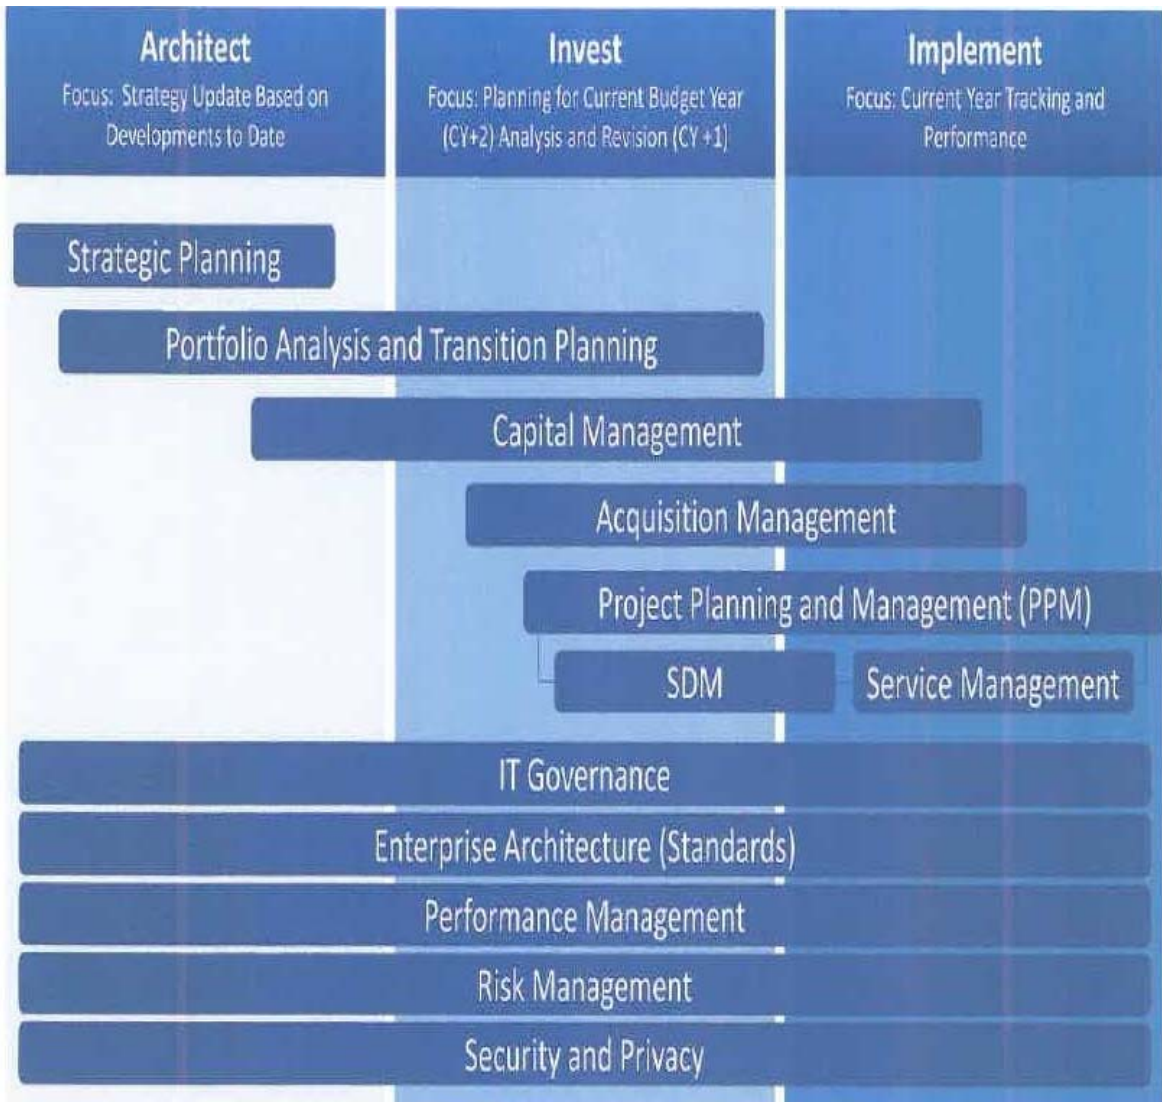 Architect
Focus: Strategy Update Based on
Developments to Date
Invest
Focus: Planning for Current Budget Year
(CY+2) Analysis and Revision (CY +1)
Implement
Focus: Current Year Tracking and
Performance
Strategic Planning
Portfolio Analysis and Transition Planning
Capital Management
Acquisition Management
Project Planning and Management (PPM)
SDM
Service Management
IT Governance
Enterprise Architecture (Standards)
Performance Management
Risk Management
Security and Privacy